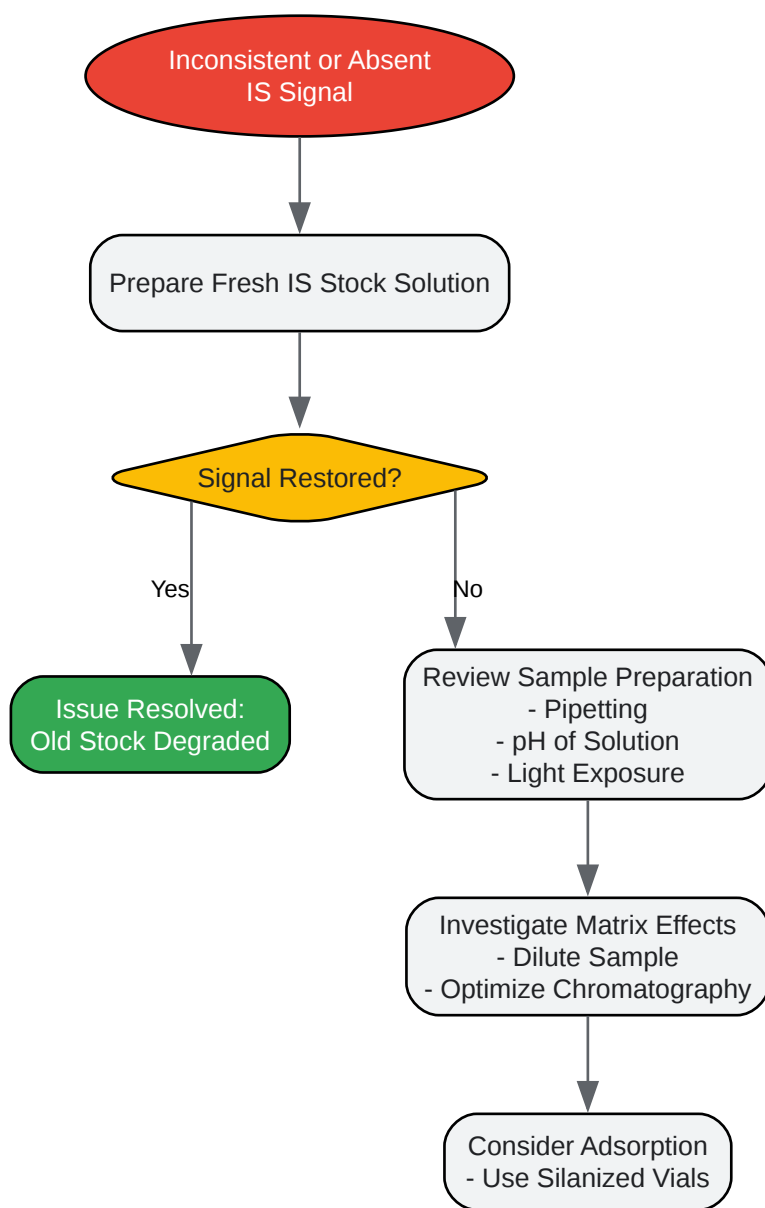 Inconsistent or Absent
IS Signal
Prepare Fresh IS Stock Solution
Signal Restored?
Yes
No
Issue Resolved:
Old Stock Degraded
Review Sample Preparation
- Pipetting
- pH of Solution
- Light Exposure
Investigate Matrix Effects
- Dilute Sample
- Optimize Chromatography
Consider Adsorption
- Use Silanized Vials